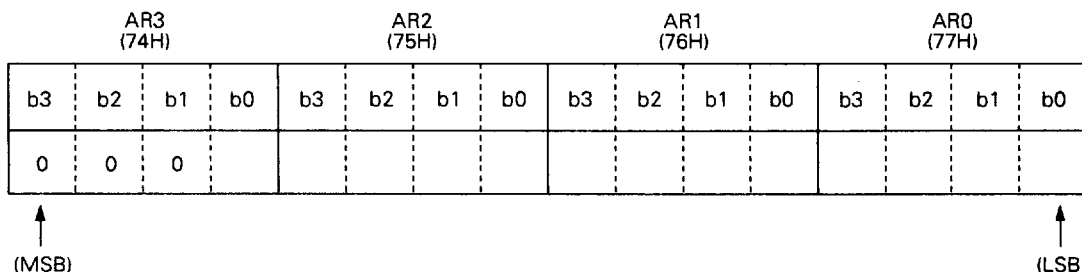 AR3 AR2 AR1 AR0
(74H) (75H) (76H) (77H)
b3 b2 b1 b0 b3 b2 b1 b0 b3 b2 b1 b0 b3 b2 b1 b0
0 0 0
(MSB) (LSB